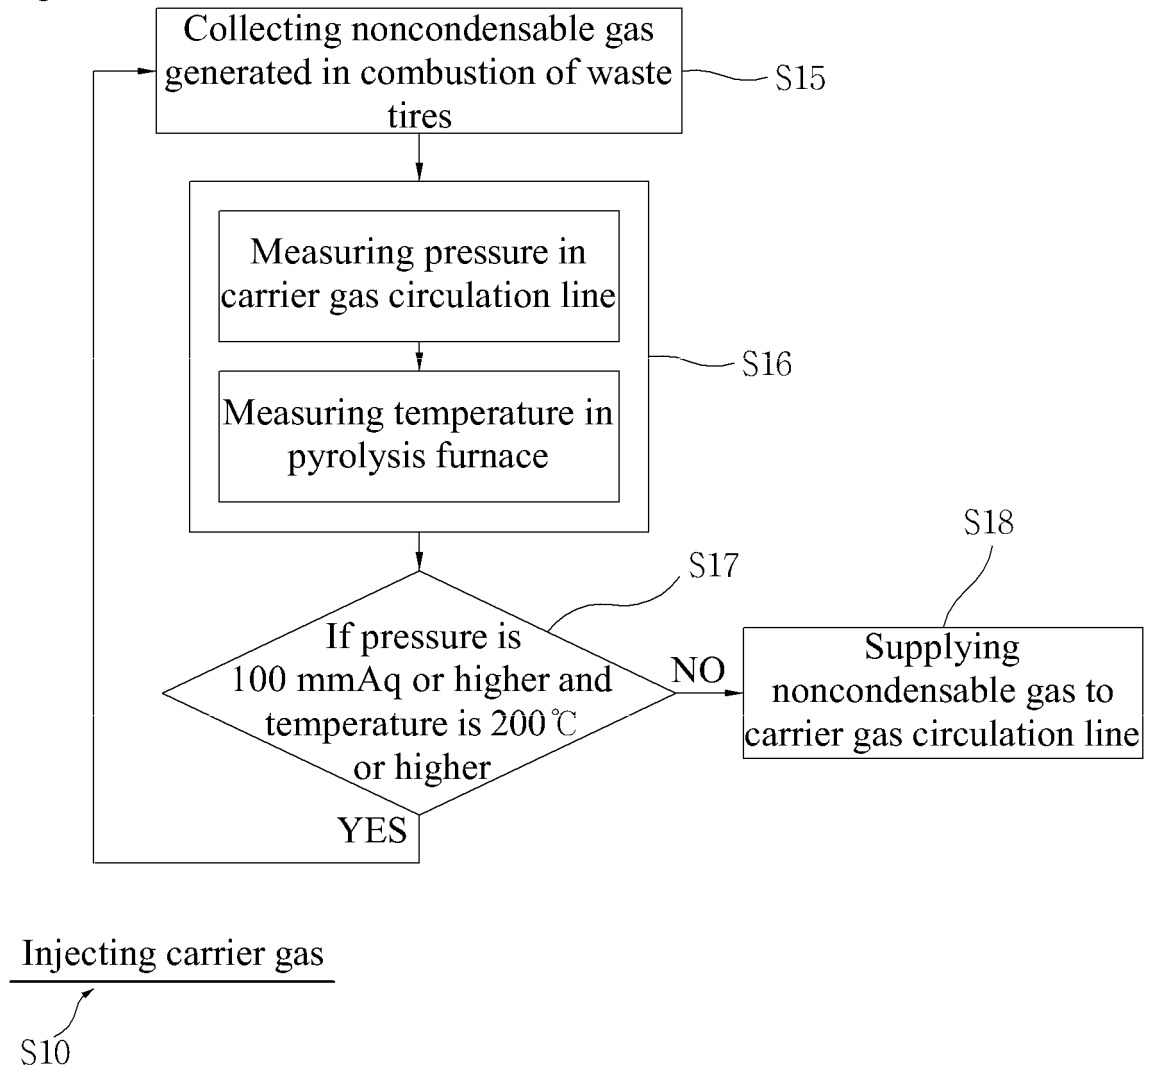 Collecting noncondensable gas
generated in combustion of waste
tires
S15
Measuring pressure in
carrier gas circulation line
S16
Measuring temperature in
pyrolysis furnace
S18
S17
If pressure is
100 mmAq or higher and
temperature is 200℃
or higher
NO
Supplying
noncondensable gas to
carrier gas circulation line
YES
Injecting carrier gas
S10